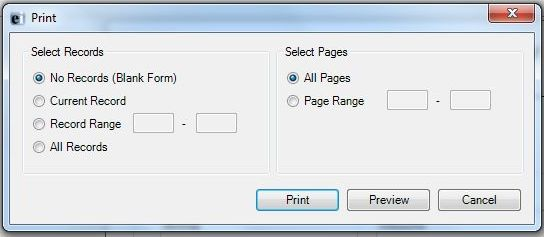 Print
Select Records
No Records (Blank Form)
Current Record
Record Range -
All Records
Select Pages
All Pages
Page Range -
Print Preview Cancel